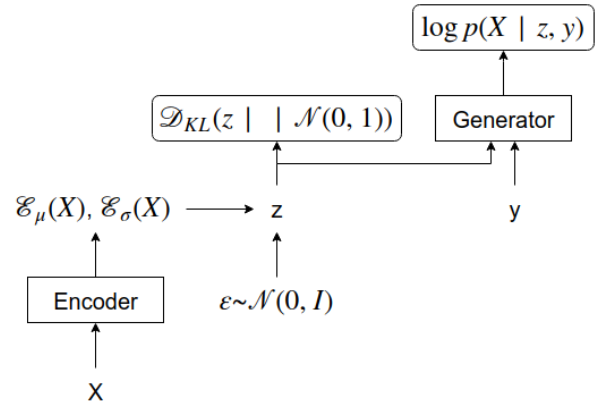 log p(X | z, y)
𝒟_KL(z | | 𝒩(0, 1))
Generator
ℰ_μ(X), ℰ_σ(X)
z
y
Encoder
ε~𝒩(0, I)
X